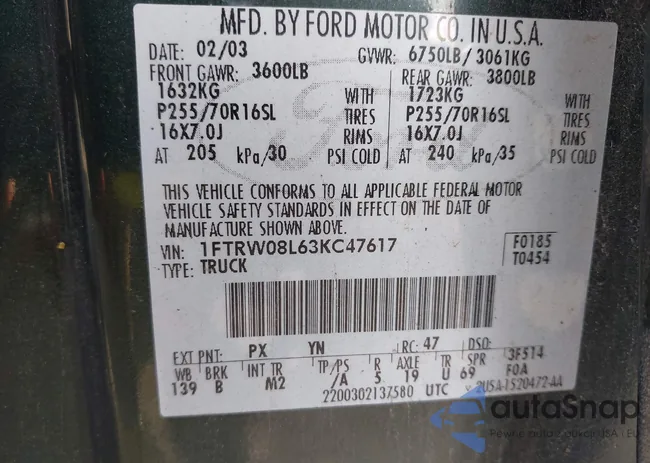 MFD. BY FORD MOTOR CO. IN U.S.A.
DATE: 02/03 GVWR: 6750LB/ 3061KG
FRONT GAWR: 3600LB REAR GAWR: 3800LB
1632KG WITH 1723KG WITH
P255/70R16SL TIRES P255/70R16SL TIRES
16X7.0J RIMS 16X7.0J RIMS
AT 205 kPa/30 PSI COLD AT 240 kPa/35 PSI COLD
THIS VEHICLE CONFORMS TO ALL APPLICABLE FEDERAL MOTOR
VEHICLE SAFETY STANDARDS IN EFFECT ON THE DATE OF
MANUFACTURE SHOWN ABOVE.
VIN: 1FTRW08L63KC47617 F0185
TYPE: TRUCK T0454
EXT PNT: PX YN LRC: 47 DSO:
WB BRK INT TR TP/PS R AXLE TR SPR 3F514
139 B M2 /A 5 19 U 69 F0A
2200302137580 UTC
autaSnap